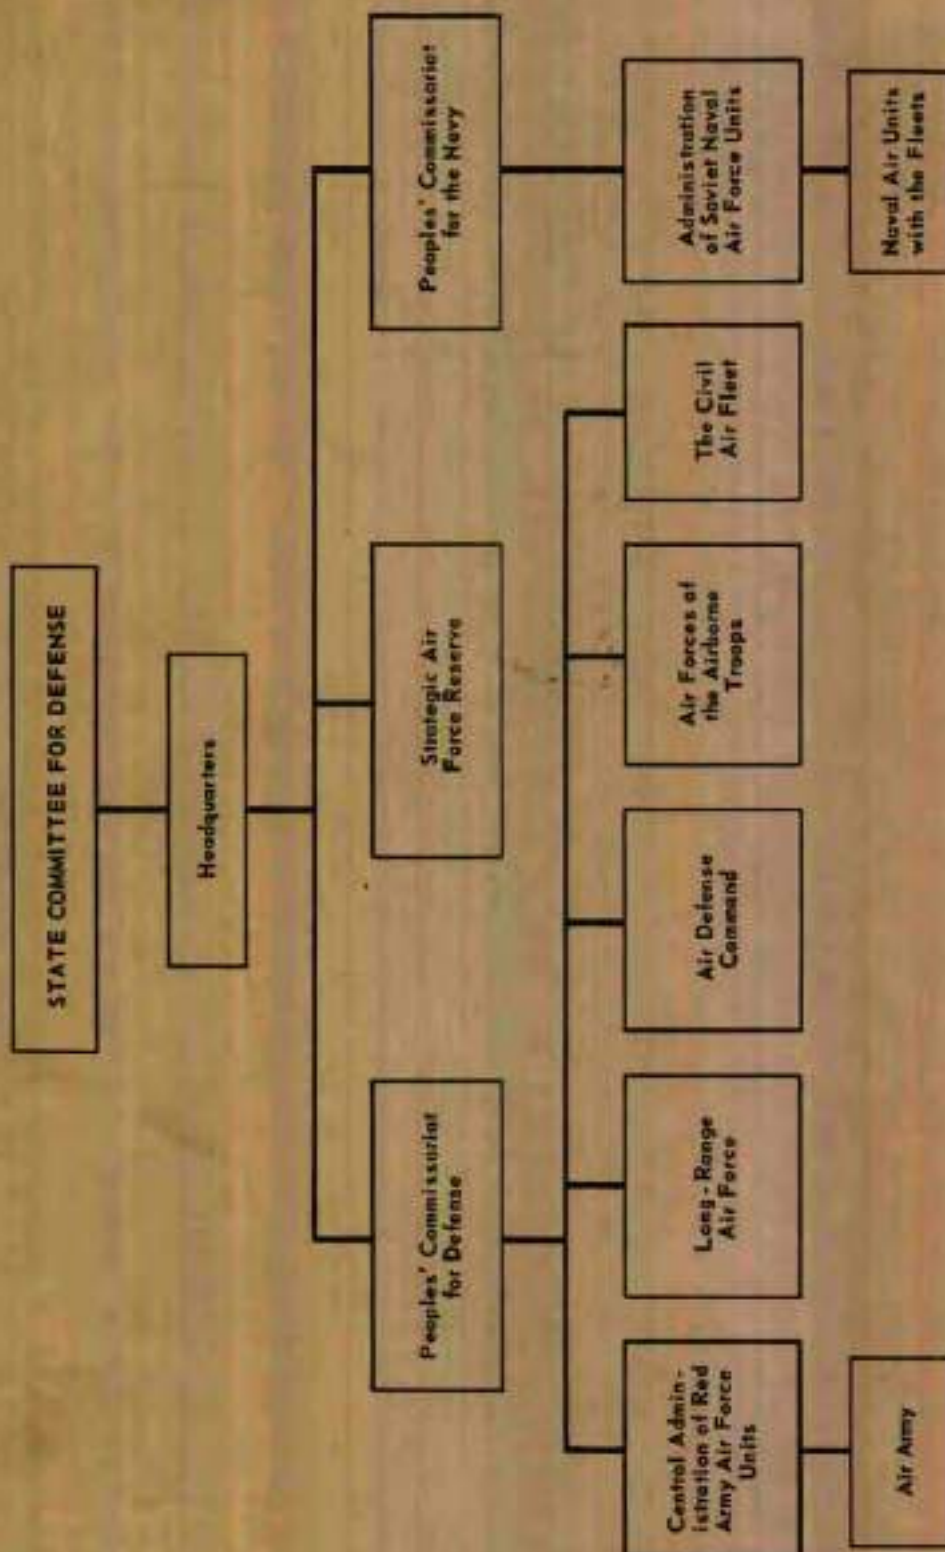 STATE COMMITTEE FOR DEFENSE
Headquarters
Peoples' Commissariat
for Defense
Strategic Air
Force Reserve
Peoples' Commissariat
for the Navy
Central Admin-
istration of Red
Army Air Force
Units
Long-Range
Air Force
Air Defense
Command
Air Forces of
the Airborne
Troops
The Civil
Air Fleet
Administration
of Soviet Naval
Air Force Units
Air Army
Naval Air Units
with the Fleets